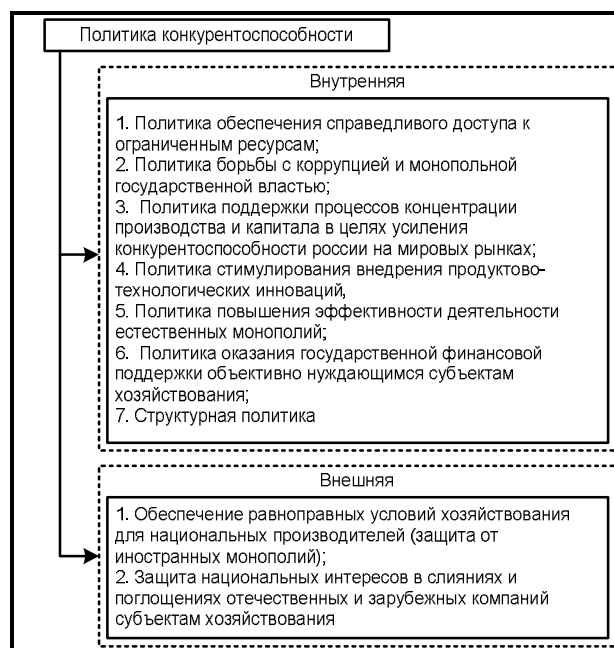 Политика конкурентоспособности
Внутренняя
1. Политика обеспечения справедливого доступа к
ограниченным ресурсам;
2. Политика борьбы с коррупцией и монопольной
государственной властью;
3. Политика поддержки процессов концентрации
производства и капитала в целях усиления
конкурентоспособности россии на мировых рынках;
4. Политика стимулирования внедрения продуктово-
технологических инноваций,
5. Политика повышения эффективности деятельности
естественных монополий;
6. Политика оказания государственной финансовой
поддержки объективно нуждающимся субъектам
хозяйствования;
7. Структурная политика
Внешняя
1. Обеспечение равноправных условий хозяйствования
для национальных производителей (защита от
иностранных монополий);
2. Защита национальных интересов в слияниях и
поглощениях отечественных и зарубежных компаний
субъектам хозяйствования